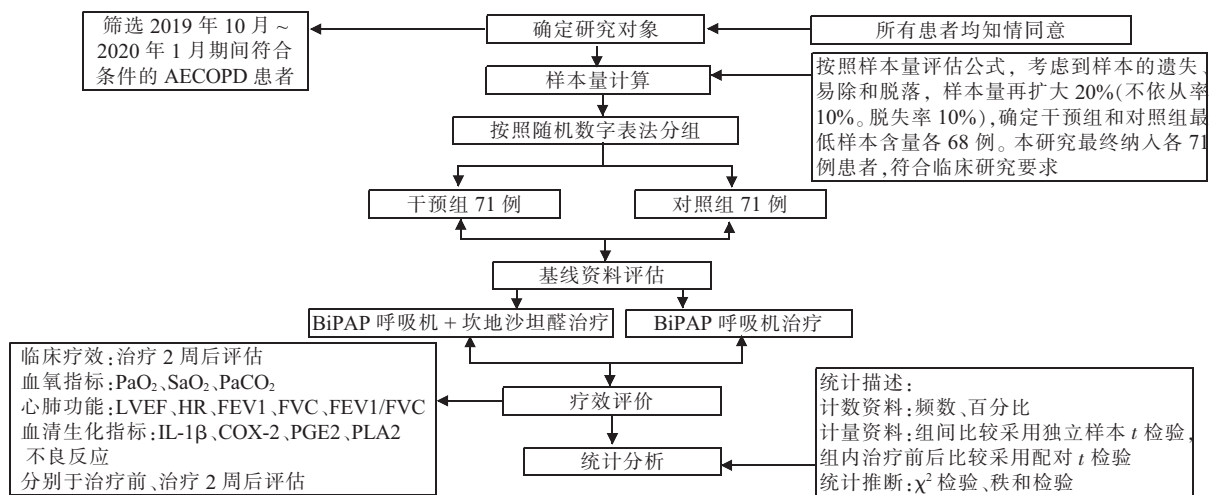 筛选 2019 年 10 月～
2020 年 1 月期间符合
条件的 AECOPD 患者
确定研究对象
所有患者均知情同意
样本量计算
按照样本量评估公式，考虑到样本的遗失、
易除和脱落，样本量再扩大 20%(不依从率
10%。脱失率 10%),确定干预组和对照组最
低样本含量各 68 例。本研究最终纳入各 71
例患者,符合临床研究要求
按照随机数字表法分组
干预组 71 例
对照组 71 例
基线资料评估
BiPAP 呼吸机 + 坎地沙坦醛治疗
BiPAP 呼吸机治疗
临床疗效:治疗 2 周后评估
血氧指标:PaO₂、SaO₂、PaCO₂
心肺功能:LVEF、HR、FEV1、FVC、FEV1/FVC
血清生化指标:IL-1β、COX-2、PGE2、PLA2
不良反应
分别于治疗前、治疗 2 周后评估
疗效评价
统计分析
统计描述:
计数资料:频数、百分比
计量资料:组间比较采用独立样本 t 检验,
组内治疗前后比较采用配对 t 检验
统计推断:χ² 检验、秩和检验